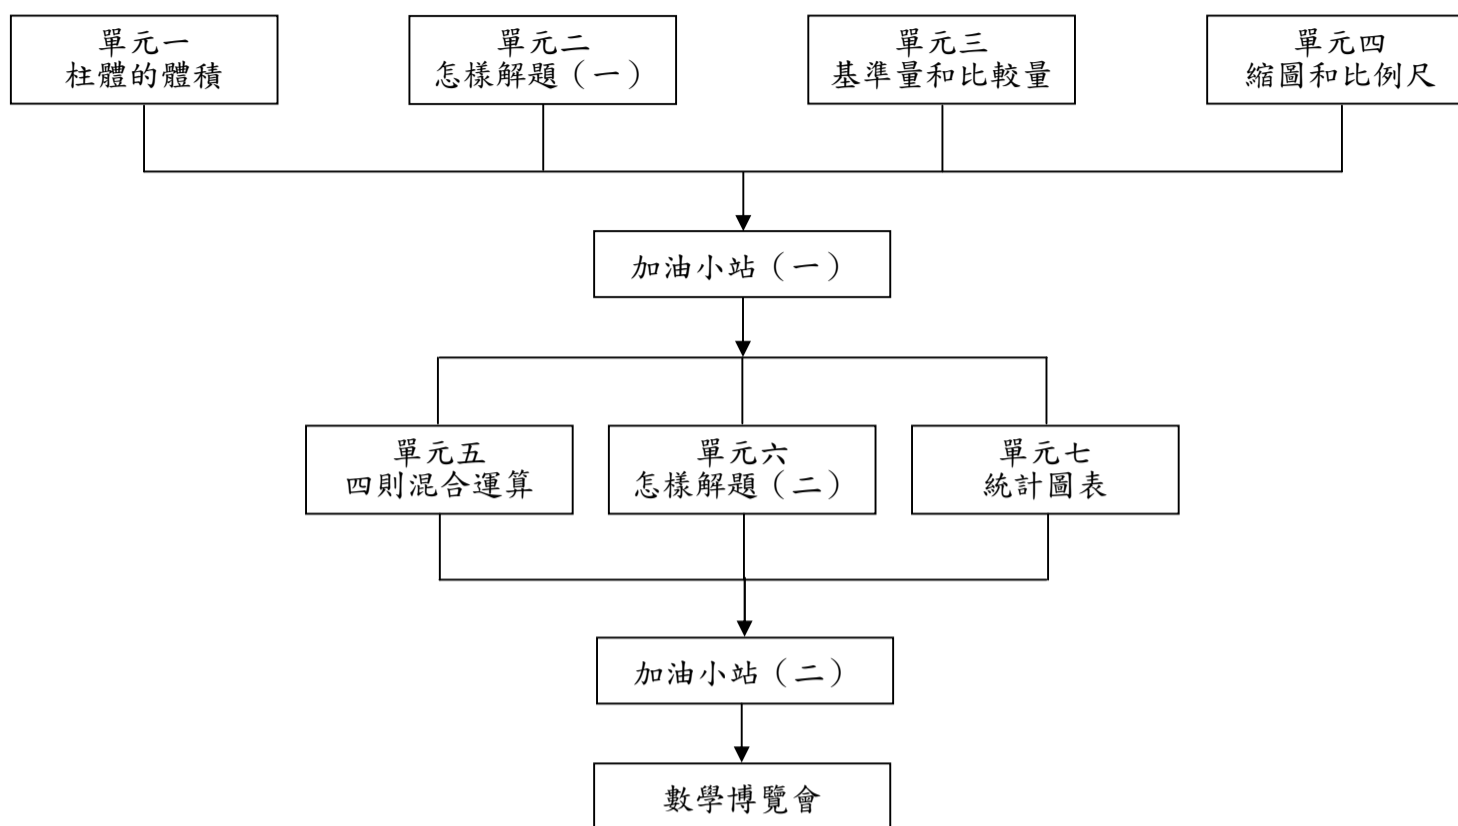 單元一
柱體的體積
單元二
怎樣解題（一）
單元三
基準量和比較量
單元四
縮圖和比例尺
加油小站（一）
單元五
四則混合運算
單元六
怎樣解題（二）
單元七
統計圖表
加油小站（二）
數學博覽會